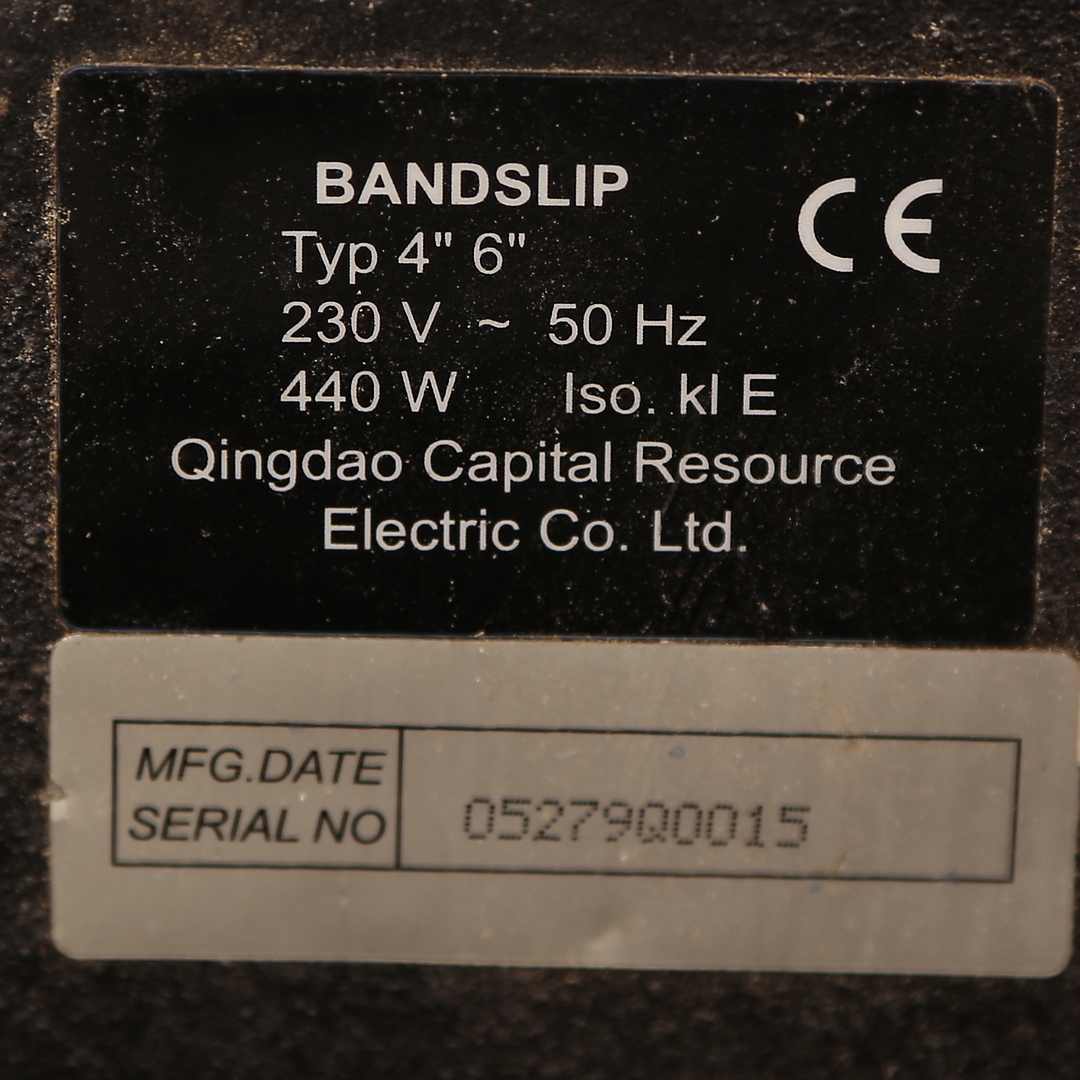 BANDSLIP
CE
Typ 4" 6"
230 V ~ 50 Hz
440 W Iso. kl E
Qingdao Capital Resource
Electric Co. Ltd.
MFG.DATE
SERIAL NO 05279Q0015